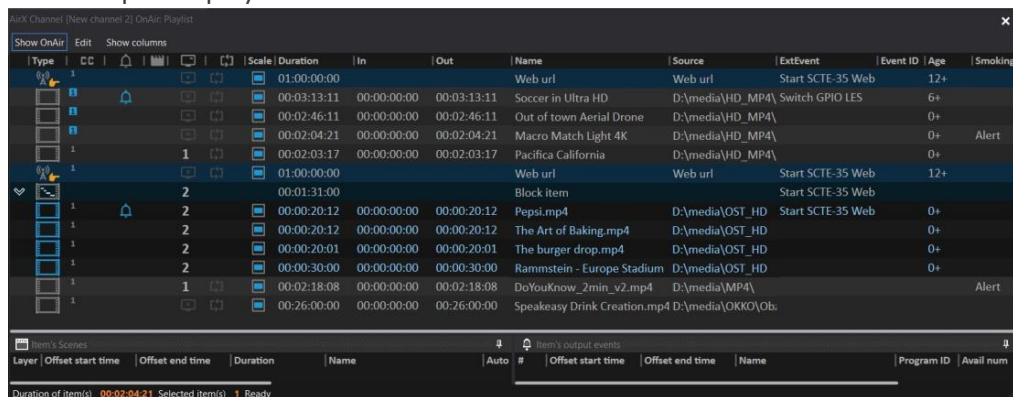 AirX Channel [New channel 2] OnAir: Playlist
Show OnAir Edit Show columns
Type CC Scale Duration In Out Name Source ExtEvent Event ID Age Smoking
1 01:00:00:00 Web url Web url Start SCTE-35 Web 12+
1 00:03:13:11 00:00:00:00 00:03:13:11 Soccer in Ultra HD D:\media\HD_MP4\ Switch GPIO LES 6+
1 00:02:46:11 00:00:00:00 00:02:46:11 Out of town Aerial Drone D:\media\HD_MP4\ 0+
1 00:02:04:21 00:00:00:00 00:02:04:21 Macro Match Light 4K D:\media\HD_MP4\ 0+ Alert
1 1 00:02:03:17 00:00:00:00 00:02:03:17 Pacifica California D:\media\HD_MP4\ 0+
1 01:00:00:00 Web url Web url Start SCTE-35 Web 12+
2 00:01:31:00 Block item Start SCTE-35 Web
1 2 00:00:20:12 00:00:00:00 00:00:20:12 Pepsi.mp4 D:\media\OST_HD Start SCTE-35 Web 0+
1 2 00:00:20:12 00:00:00:00 00:00:20:12 The Art of Baking.mp4 D:\media\OST_HD 0+
1 2 00:00:20:01 00:00:00:00 00:00:20:01 The burger drop.mp4 D:\media\OST_HD 0+
1 2 00:00:30:00 00:00:00:00 00:00:30:00 Rammstein - Europe Stadium D:\media\OST_HD 0+
1 1 00:02:18:08 00:00:00:00 00:02:18:08 DoYouKnow_2min_v2.mp4 D:\media\MP4\ Alert
1 00:26:00:00 00:00:00:00 00:26:00:00 Speakeasy Drink Creation.mp4 D:\media\OKKO\Oba
Item's Scenes Item's output events
Layer Offset start time Offset end time Duration Name Auto # Offset start time Offset end time Name Program ID Avail num
Duration of item(s) 00:02:04:21 Selected item(s) 1 Ready